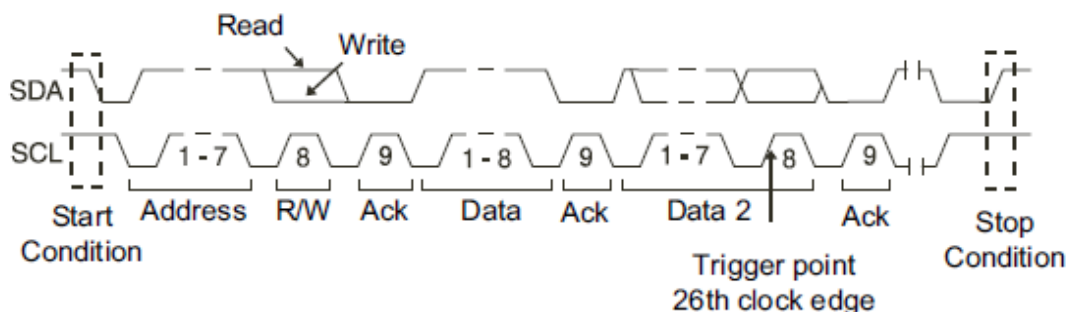 Read
Write
SDA
SCL
1 - 7
8
9
1 - 8
9
1 - 7
8
9
Start
Condition
Address
R/W
Ack
Data
Ack
Data 2
Ack
Stop
Condition
Trigger point
26th clock edge